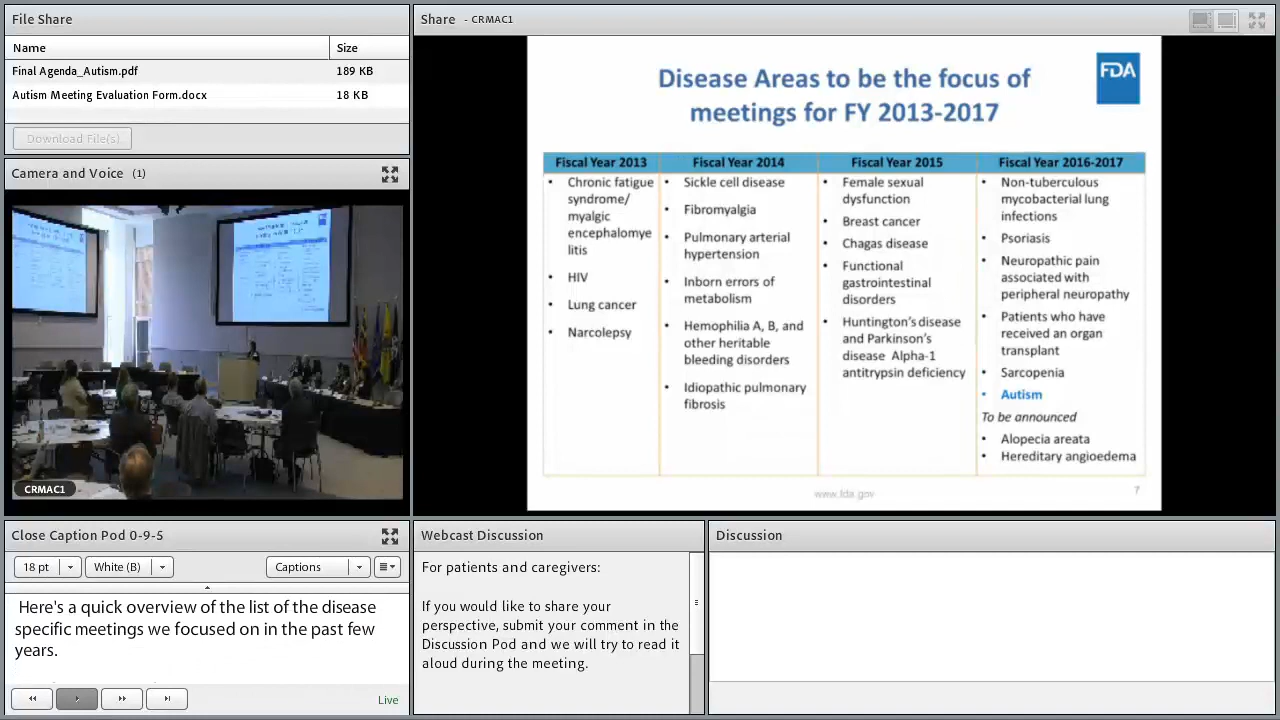 File Share
Name
Size
Final Agenda_Autism.pdf
189 KB
Autism Meeting Evaluation Form.docx
18 KB
Download File(s)
Camera and Voice (1)
CRMAC1
Share - CRMAC1
FDA
Disease Areas to be the focus of
meetings for FY 2013-2017
Fiscal Year 2013
• Chronic fatigue
syndrome/
myalgic
encephalomye
litis
• HIV
• Lung cancer
• Narcolepsy
Fiscal Year 2014
• Sickle cell disease
• Fibromyalgia
• Pulmonary arterial
hypertension
• Inborn errors of
metabolism
• Hemophilia A, B, and
other heritable
bleeding disorders
• Idiopathic pulmonary
fibrosis
Fiscal Year 2015
• Female sexual
dysfunction
• Breast cancer
• Chagas disease
• Functional
gastrointestinal
disorders
• Huntington's disease
and Parkinson's
disease Alpha-1
antitrypsin deficiency
Fiscal Year 2016-2017
• Non-tuberculous
mycobacterial lung
infections
• Psoriasis
• Neuropathic pain
associated with
peripheral neuropathy
• Patients who have
received an organ
transplant
• Sarcopenia
• Autism
To be announced
• Alopecia areata
• Hereditary angioedema
www.fda.gov
7
Close Caption Pod 0-9-5
18 pt
White (B)
Captions
Here's a quick overview of the list of the disease
specific meetings we focused on in the past few
years.
Live
Webcast Discussion
For patients and caregivers:
If you would like to share your
perspective, submit your comment in the
Discussion Pod and we will try to read it
aloud during the meeting.
Discussion